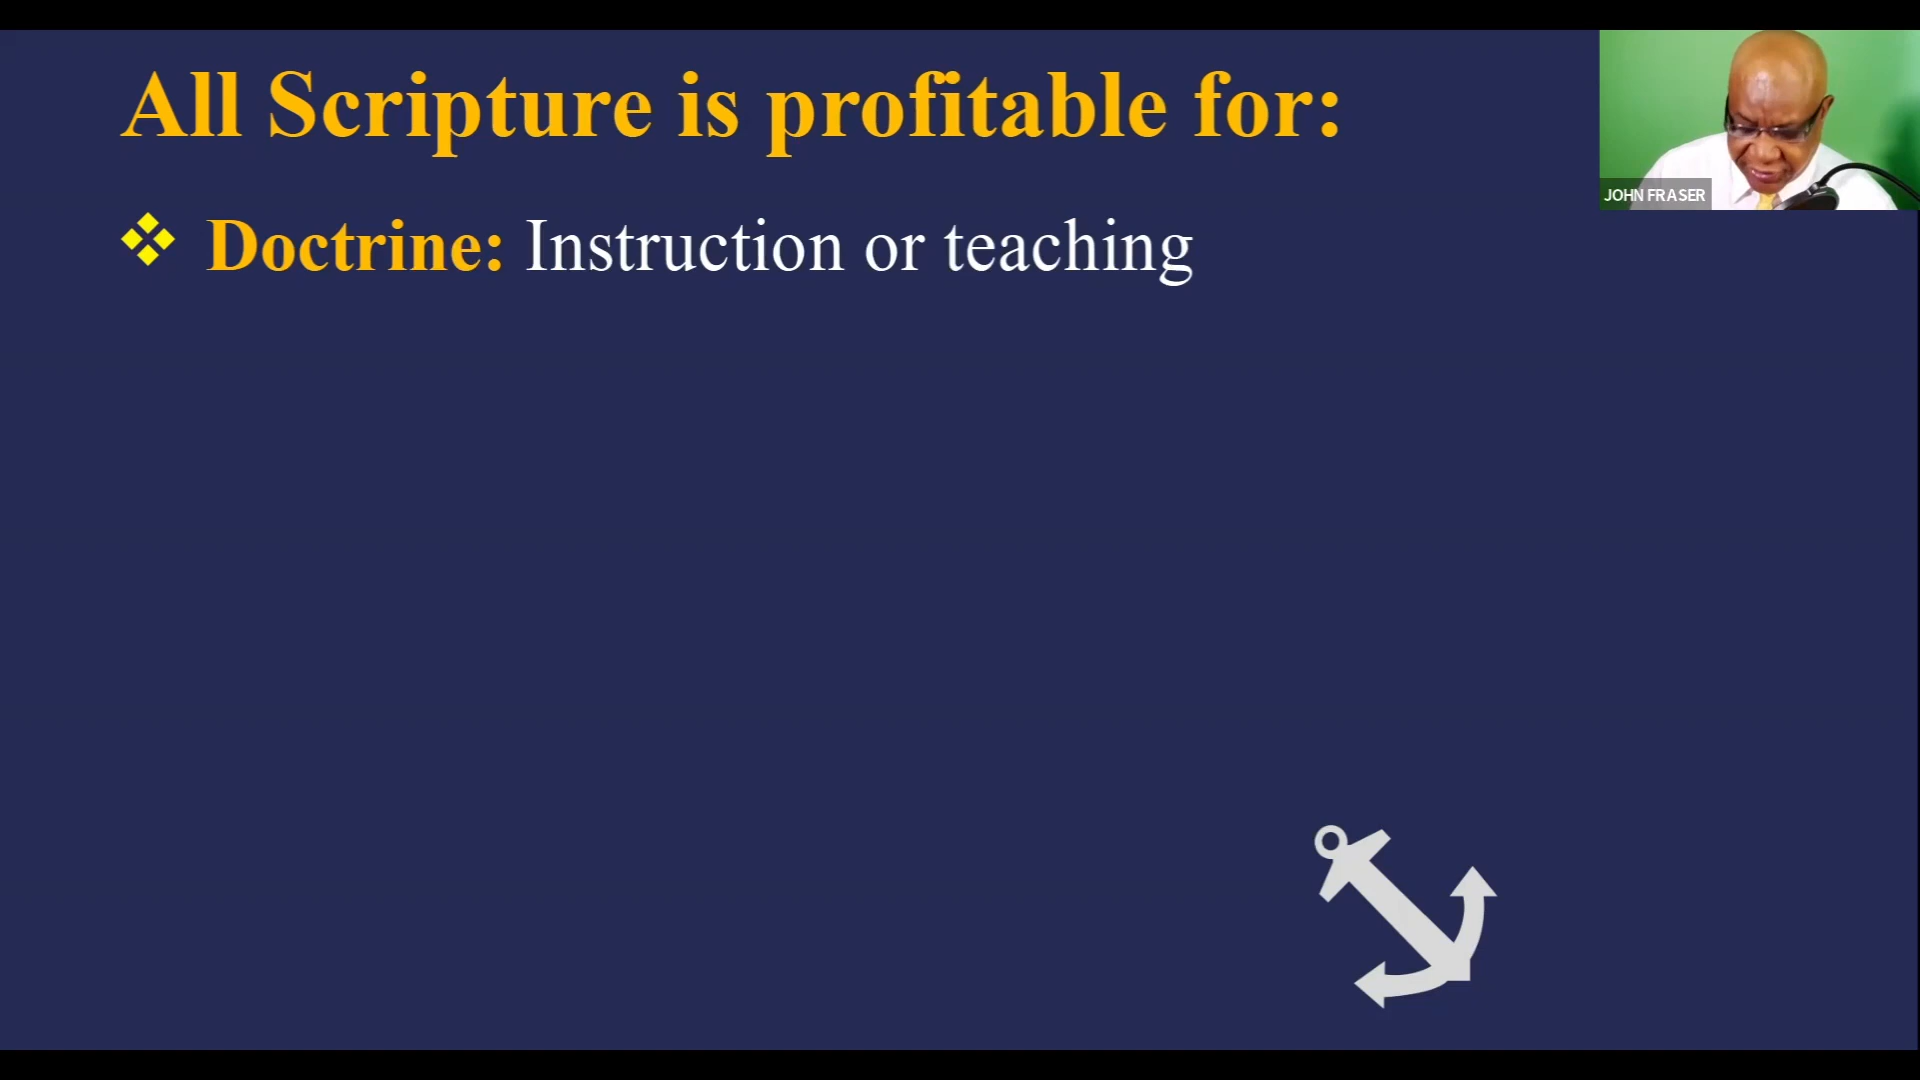 All Scripture is profitable for:
Doctrine: Instruction or teaching
JOHN FRASER